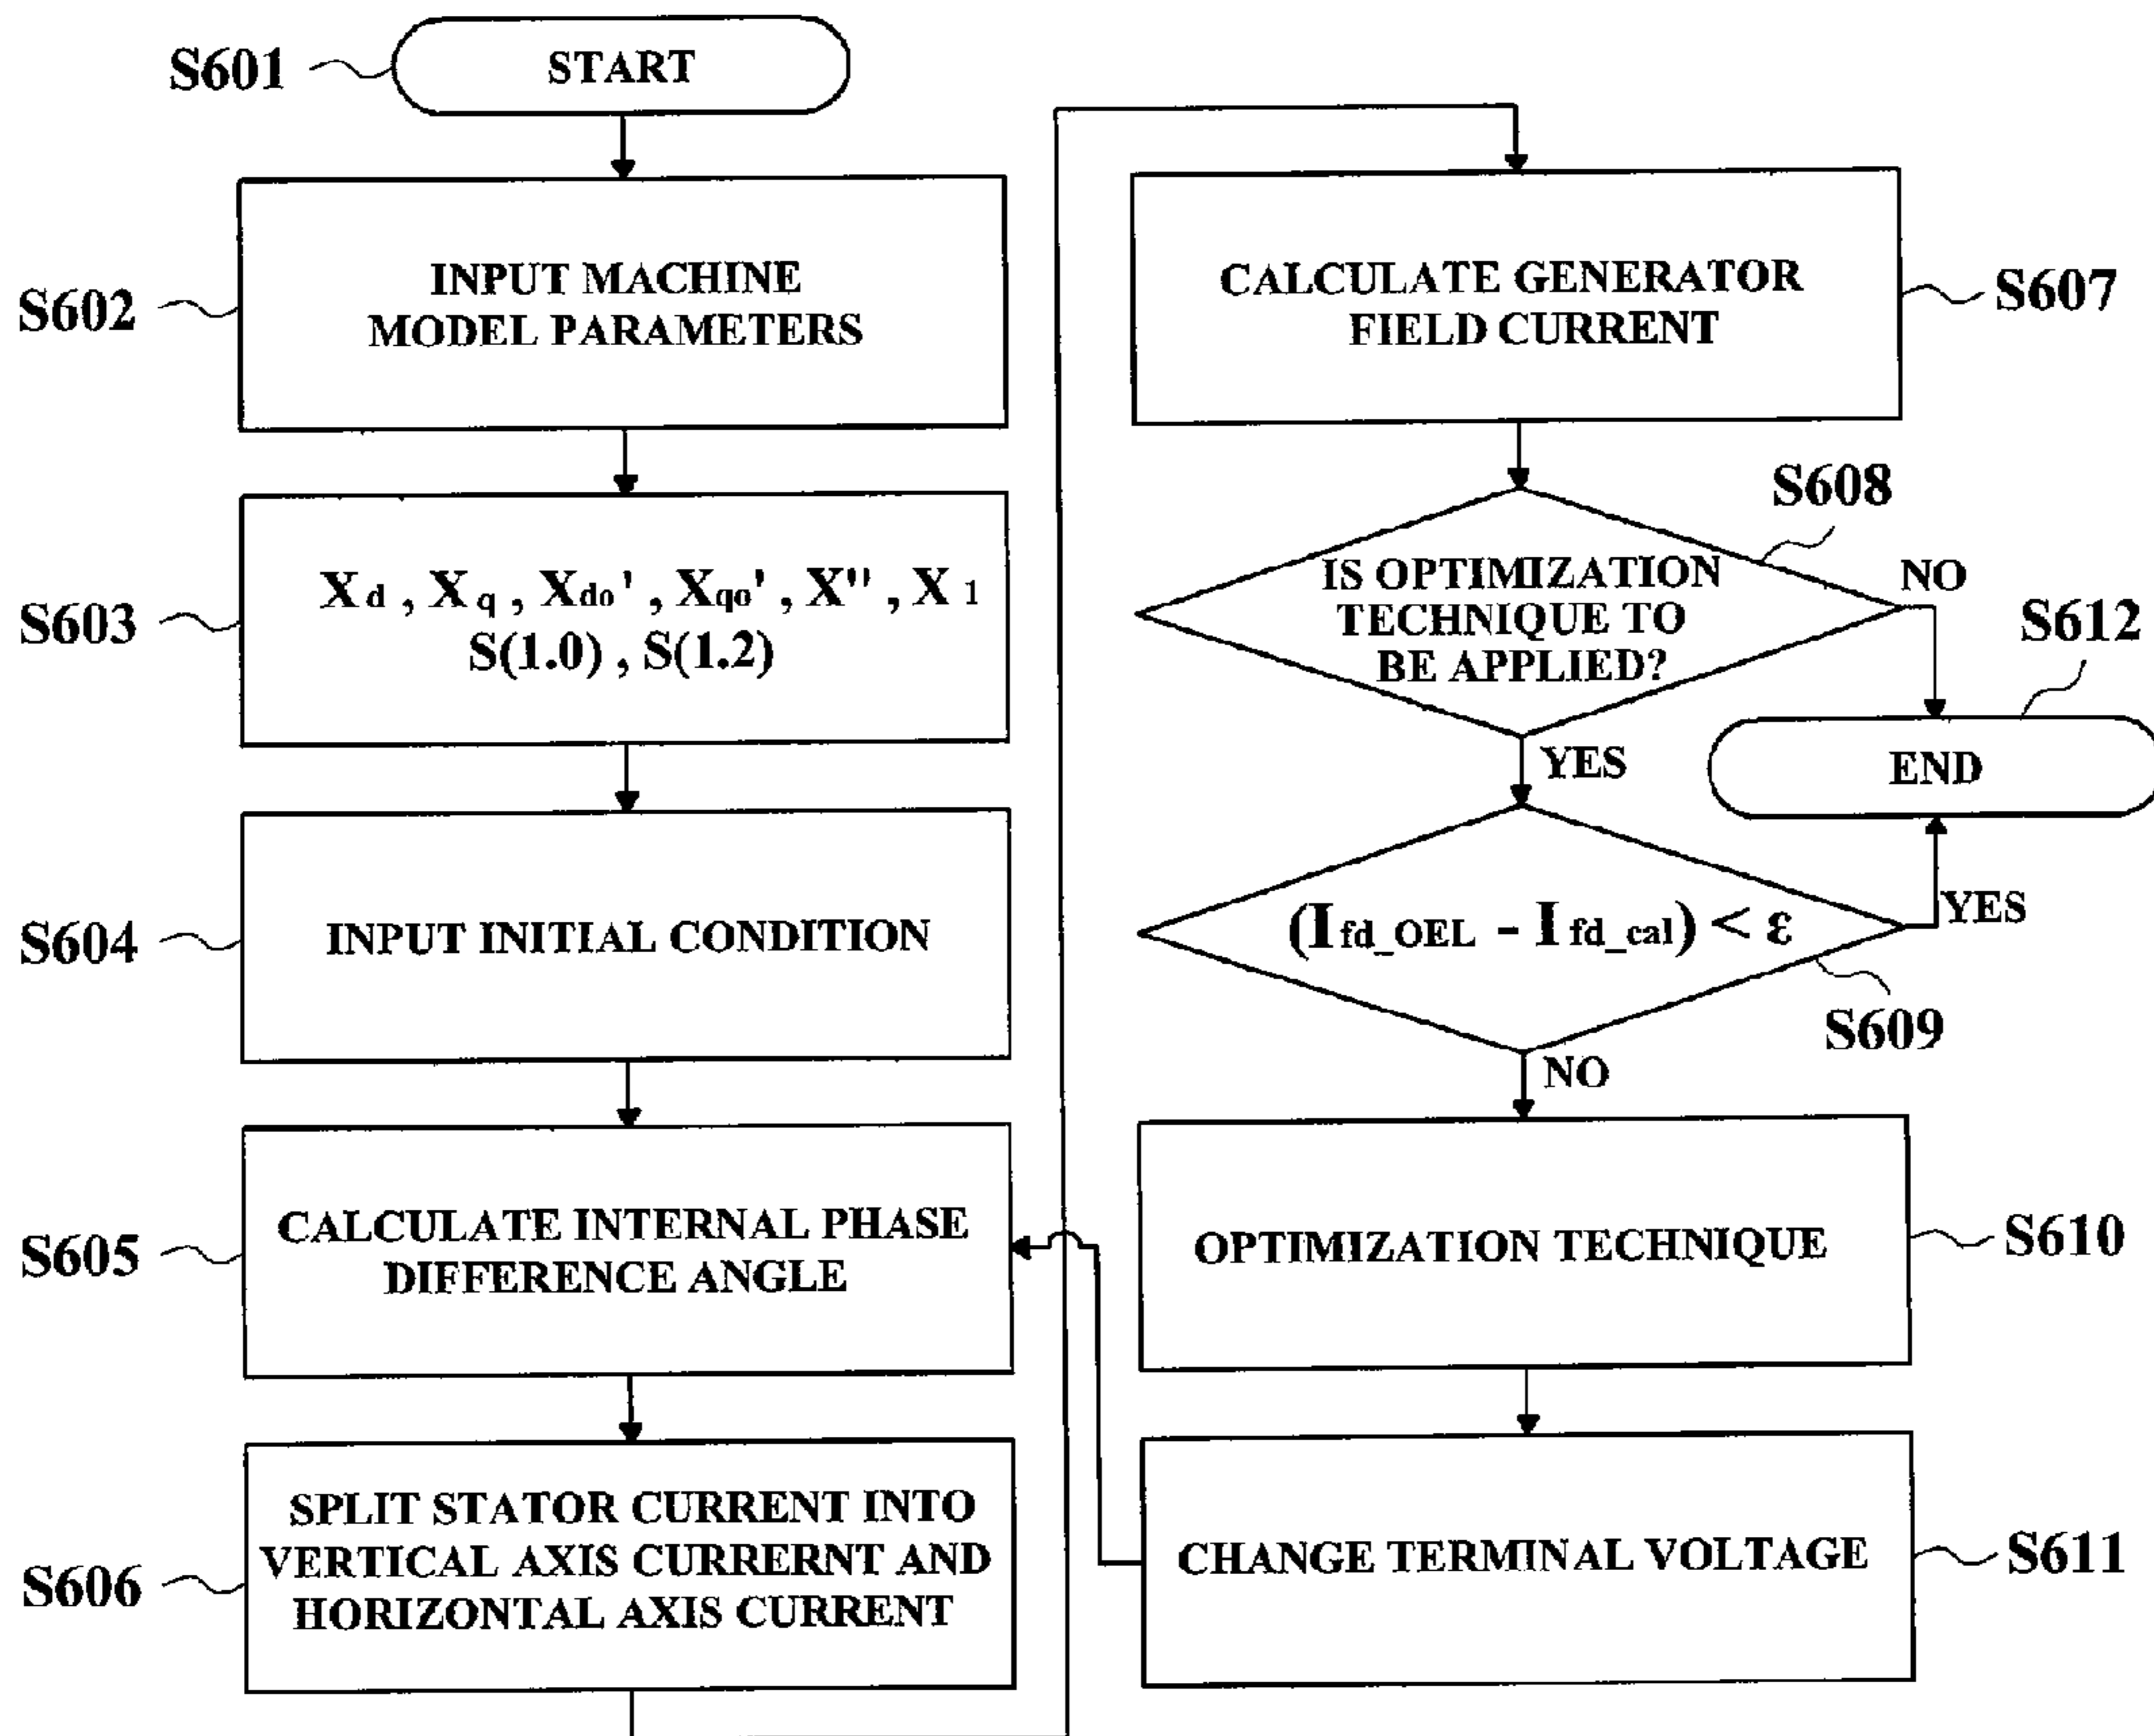 S601
START
S602
INPUT MACHINE
MODEL PARAMETERS
S603
Xd , Xq , Xdo' , Xqo' , X'' , X1
S(1.0) , S(1.2)
S604
INPUT INITIAL CONDITION
S605
CALCULATE INTERNAL PHASE
DIFFERENCE ANGLE
S606
SPLIT STATOR CURRENT INTO
VERTICAL AXIS CURRERNT AND
HORIZONTAL AXIS CURRENT
CALCULATE GENERATOR
FIELD CURRENT
S607
S608
IS OPTIMIZATION
TECHNIQUE TO
BE APPLIED?
NO
S612
END
YES
(Ifd_OEL - Ifd_cal) < ε
YES
S609
NO
OPTIMIZATION TECHNIQUE
S610
CHANGE TERMINAL VOLTAGE
S611